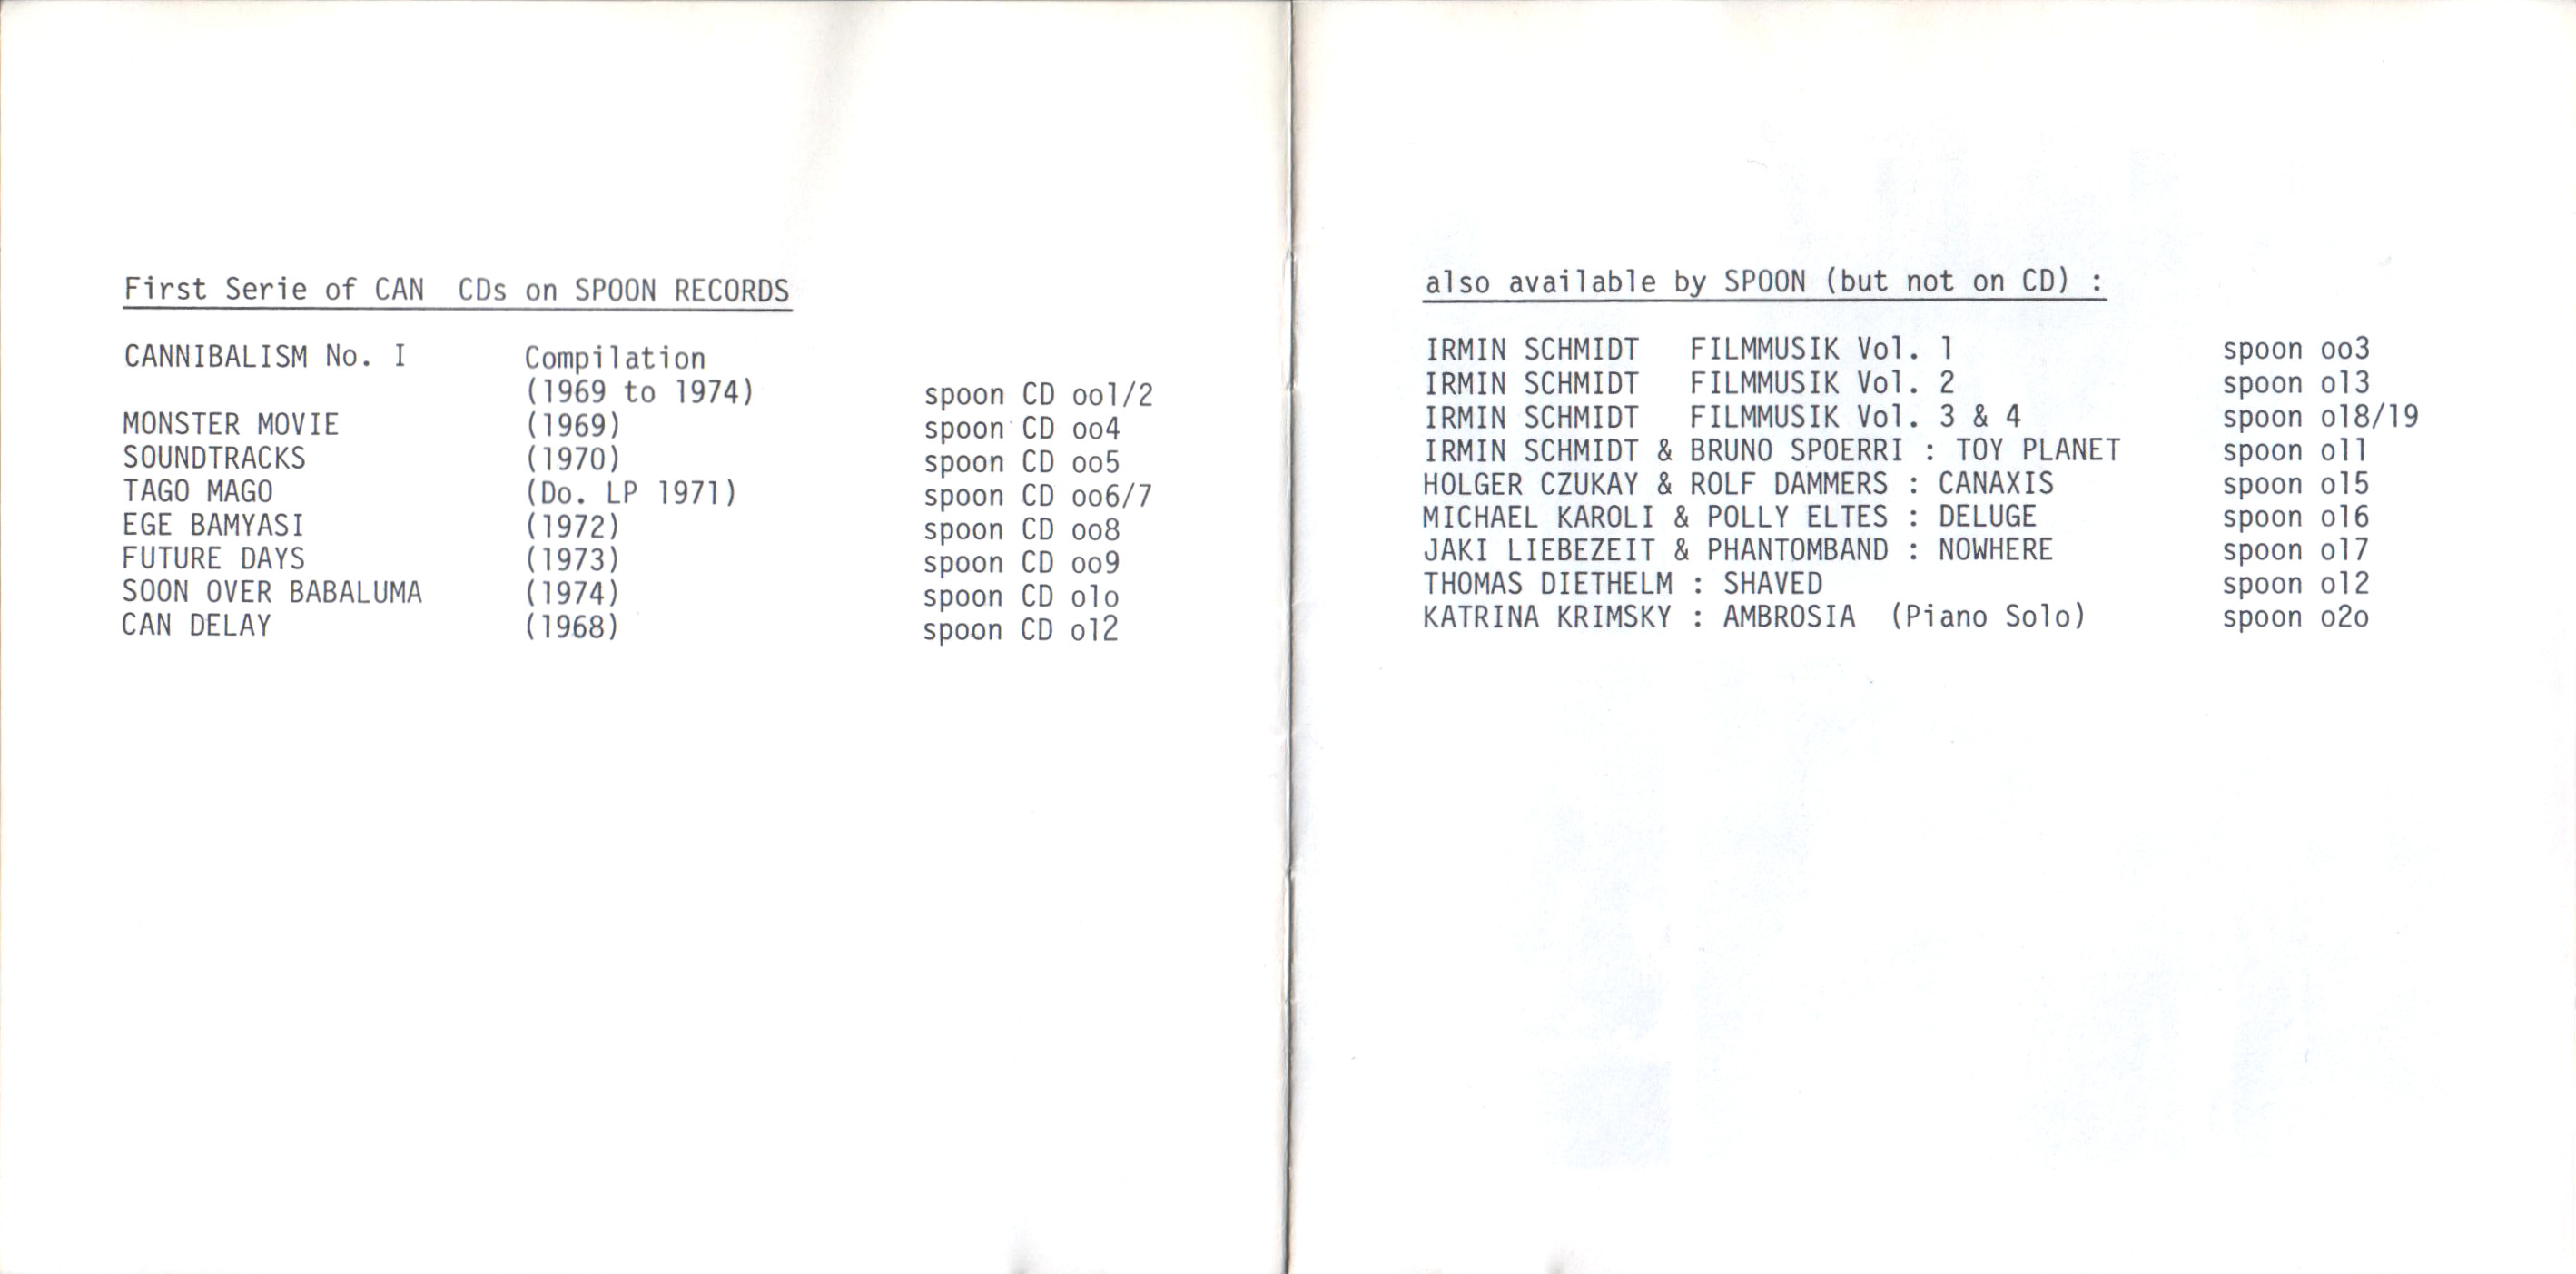 First Serie of CAN  CDs on SPOON RECORDS
CANNIBALISM No. I Compilation
(1969 to 1974) spoon CD oo1/2
MONSTER MOVIE (1969) spoon CD oo4
SOUNDTRACKS (1970) spoon CD oo5
TAGO MAGO (Do. LP 1971) spoon CD oo6/7
EGE BAMYASI (1972) spoon CD oo8
FUTURE DAYS (1973) spoon CD oo9
SOON OVER BABALUMA (1974) spoon CD o1o
CAN DELAY (1968) spoon CD o12
also available by SPOON (but not on CD) :
IRMIN SCHMIDT FILMMUSIK Vol. 1 spoon oo3
IRMIN SCHMIDT FILMMUSIK Vol. 2 spoon o13
IRMIN SCHMIDT FILMMUSIK Vol. 3 & 4 spoon o18/19
IRMIN SCHMIDT & BRUNO SPOERRI : TOY PLANET spoon o11
HOLGER CZUKAY & ROLF DAMMERS : CANAXIS spoon o15
MICHAEL KAROLI & POLLY ELTES : DELUGE spoon o16
JAKI LIEBEZEIT & PHANTOMBAND : NOWHERE spoon o17
THOMAS DIETHELM : SHAVED spoon o12
KATRINA KRIMSKY : AMBROSIA (Piano Solo) spoon o2o